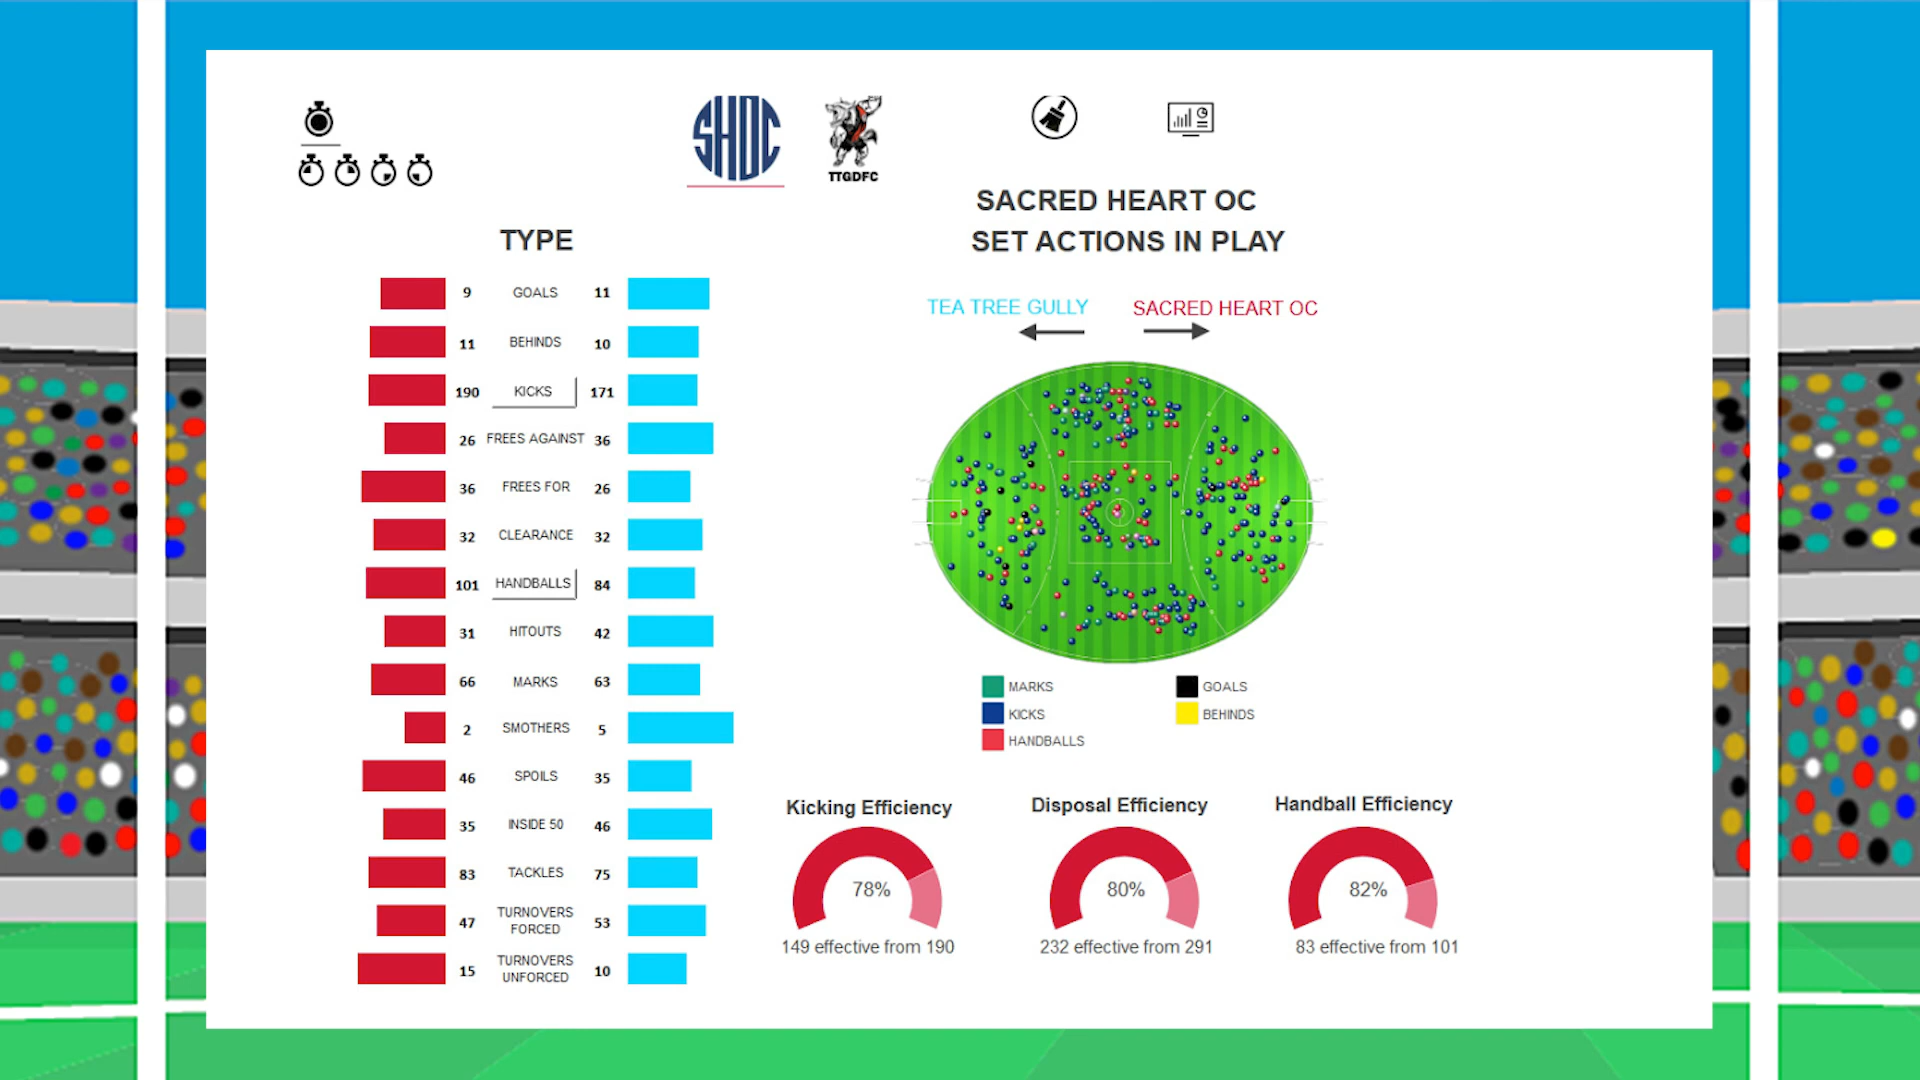 SHOC
TTGDFC
SACRED HEART OC
SET ACTIONS IN PLAY
TYPE
9 GOALS 11
11 BEHINDS 10
190 KICKS 171
26 FREES AGAINST 36
36 FREES FOR 26
32 CLEARANCE 32
101 HANDBALLS 84
31 HITOUTS 42
66 MARKS 63
2 SMOTHERS 5
46 SPOILS 35
35 INSIDE 50 46
83 TACKLES 75
47 TURNOVERS FORCED 53
15 TURNOVERS UNFORCED 10
TEA TREE GULLY
SACRED HEART OC
MARKS
KICKS
HANDBALLS
GOALS
BEHINDS
Kicking Efficiency
78%
149 effective from 190
Disposal Efficiency
80%
232 effective from 291
Handball Efficiency
82%
83 effective from 101